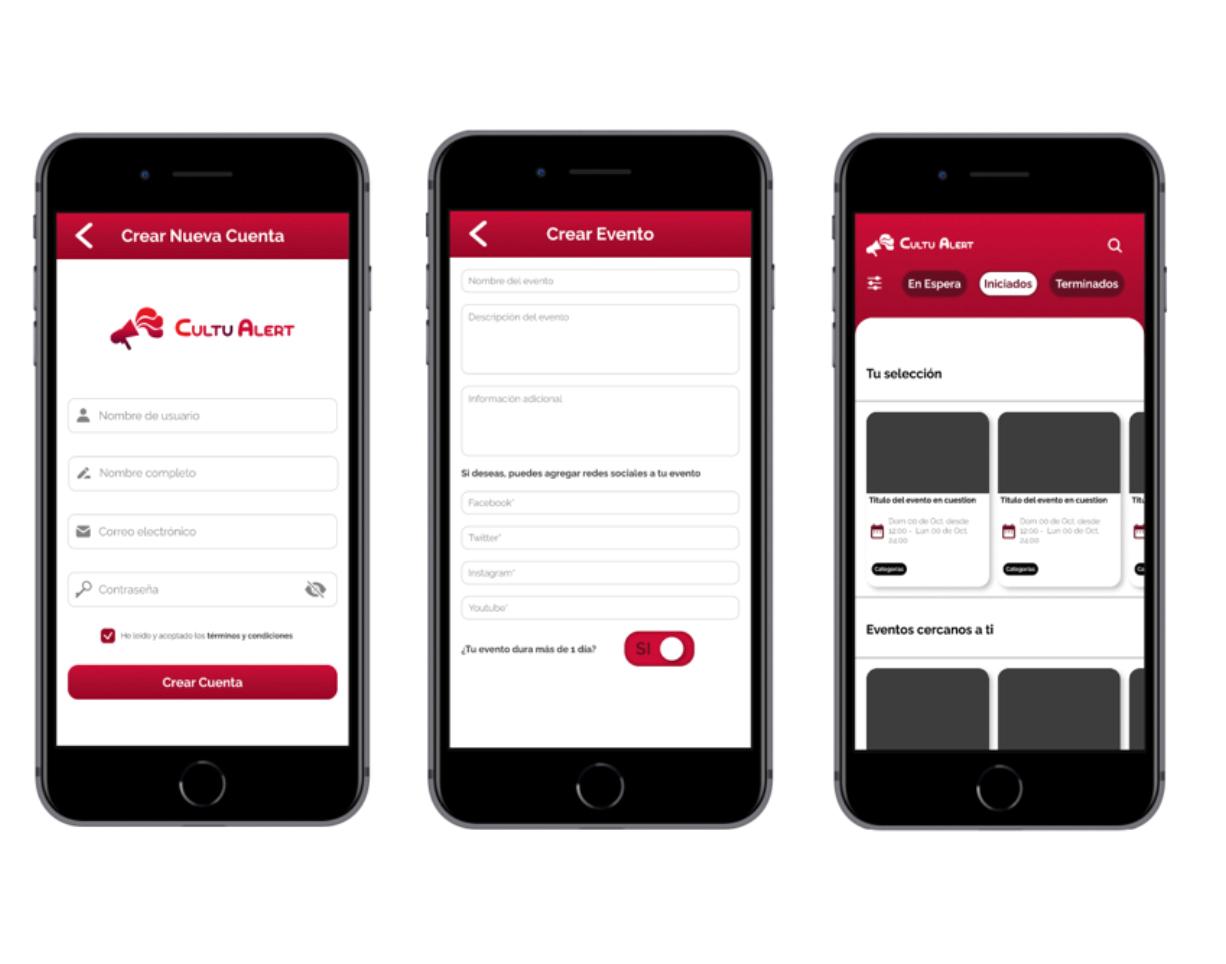 Crear Nueva Cuenta
CULTU ALERT
Nombre de usuario
Nombre completo
Correo electrónico
Contraseña
He leído y aceptado los términos y condiciones
Crear Cuenta
Crear Evento
Nombre del evento
Descripción del evento
Información adicional
Si deseas, puedes agregar redes sociales a tu evento
Facebook*
Twitter*
Instagram*
Youtube*
¿Tu evento dura más de 1 día?
SI
CULTU ALERT
En Espera
Iniciados
Terminados
Tu selección
Titulo del evento en cuestion
Dom 00 de Oct. desde
12:00 - Lun 00 de Oct.
24:00
Categorías
Titulo del evento en cuestion
Dom 00 de Oct. desde
12:00 - Lun 00 de Oct.
24:00
Categorías
Eventos cercanos a ti